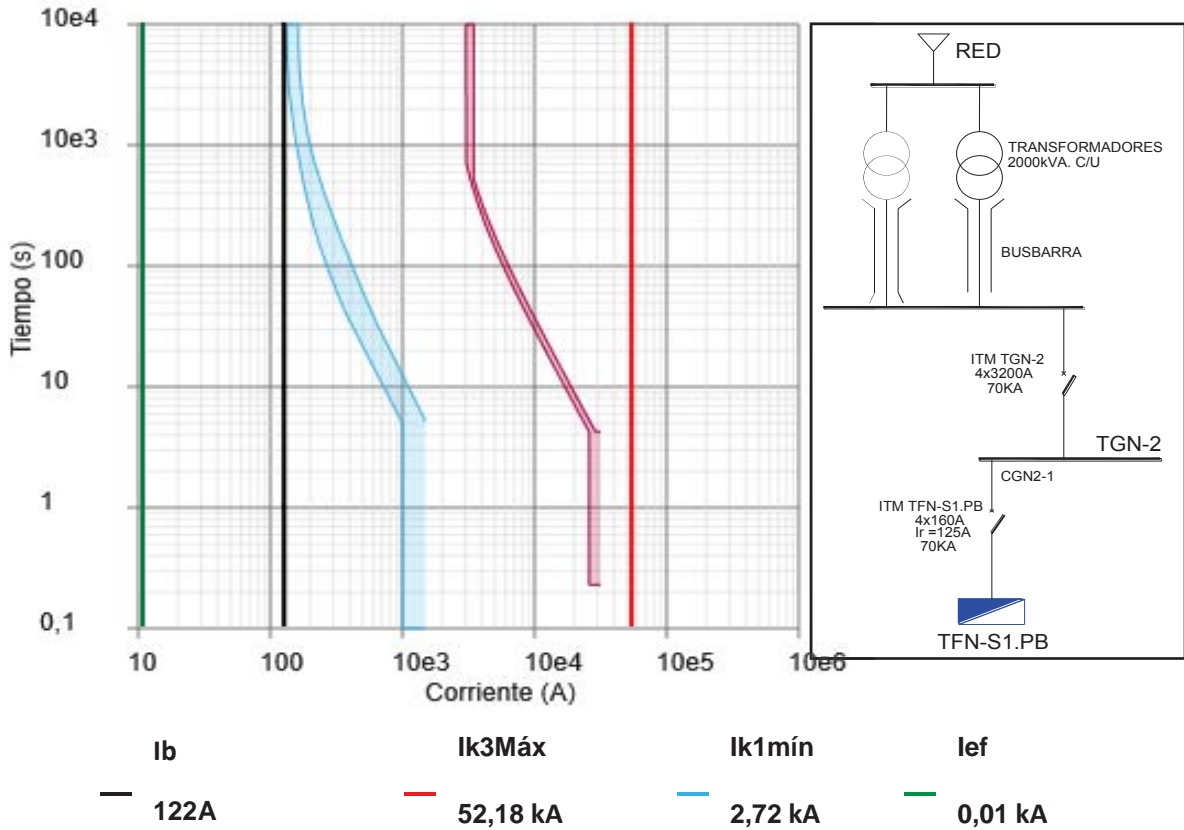 10e4
10e3
100
10
1
0,1
Tiempo (s)
10
100
10e3
10e4
10e5
10e6
Corriente (A)
RED
TRANSFORMADORES
2000kVA. C/U
BUSBARRA
ITM TGN-2
4x3200A
70KA
TGN-2
CGN2-1
ITM TFN-S1.PB
4x160A
Ir =125A
70KA
TFN-S1.PB
Ib
Ik3Máx
Ik1mín
Ief
122A
52,18 kA
2,72 kA
0,01 kA